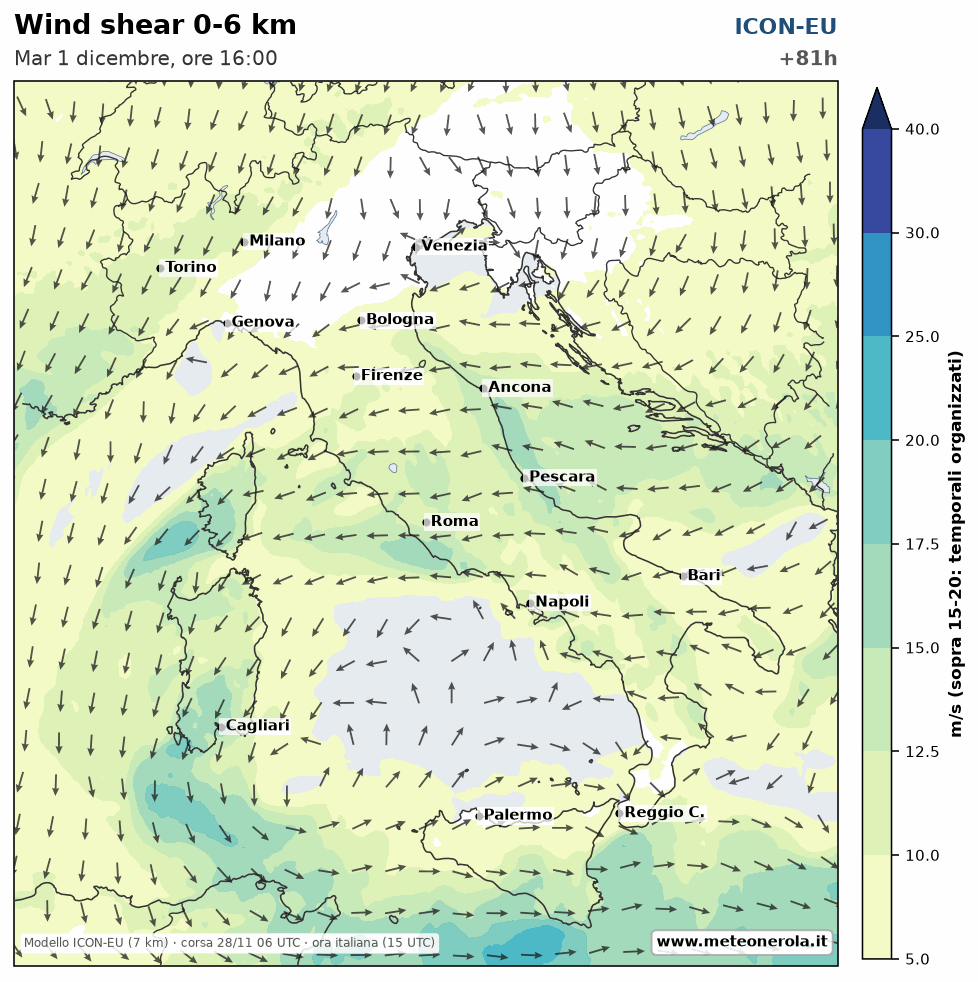 Wind shear 0-6 km
ICON-EU
Mar 1 dicembre, ore 16:00
+81h
40.0
30.0
25.0
20.0
17.5
15.0
12.5
10.0
5.0
m/s (sopra 15-20: temporali organizzati)
Milano
Venezia
Torino
Genova
Bologna
Firenze
Ancona
Pescara
Roma
Bari
Napoli
Cagliari
Palermo
Reggio C.
Modello ICON-EU (7 km) · corsa 28/11 06 UTC · ora italiana (15 UTC)
www.meteonerola.it